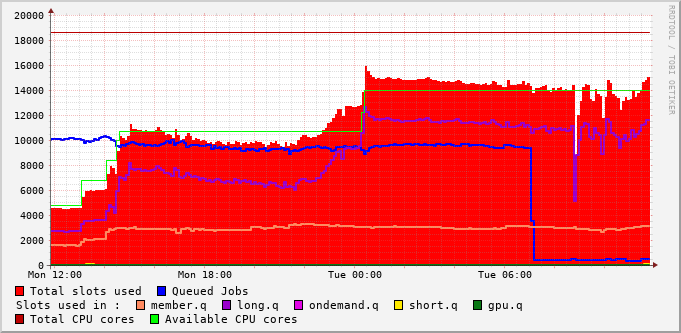 20000
18000
16000
14000
12000
10000
8000
6000
4000
2000
0
Mon 12:00 Mon 18:00 Tue 00:00 Tue 06:00
RRDTOOL / TOBI OETIKER
Total slots used Queued Jobs
Slots used in : member.q long.q ondemand.q short.q gpu.q
Total CPU cores Available CPU cores